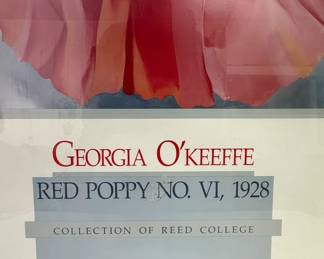 GEORGIA O'KEEFFE
RED POPPY NO. VI, 1928
COLLECTION OF REED COLLEGE